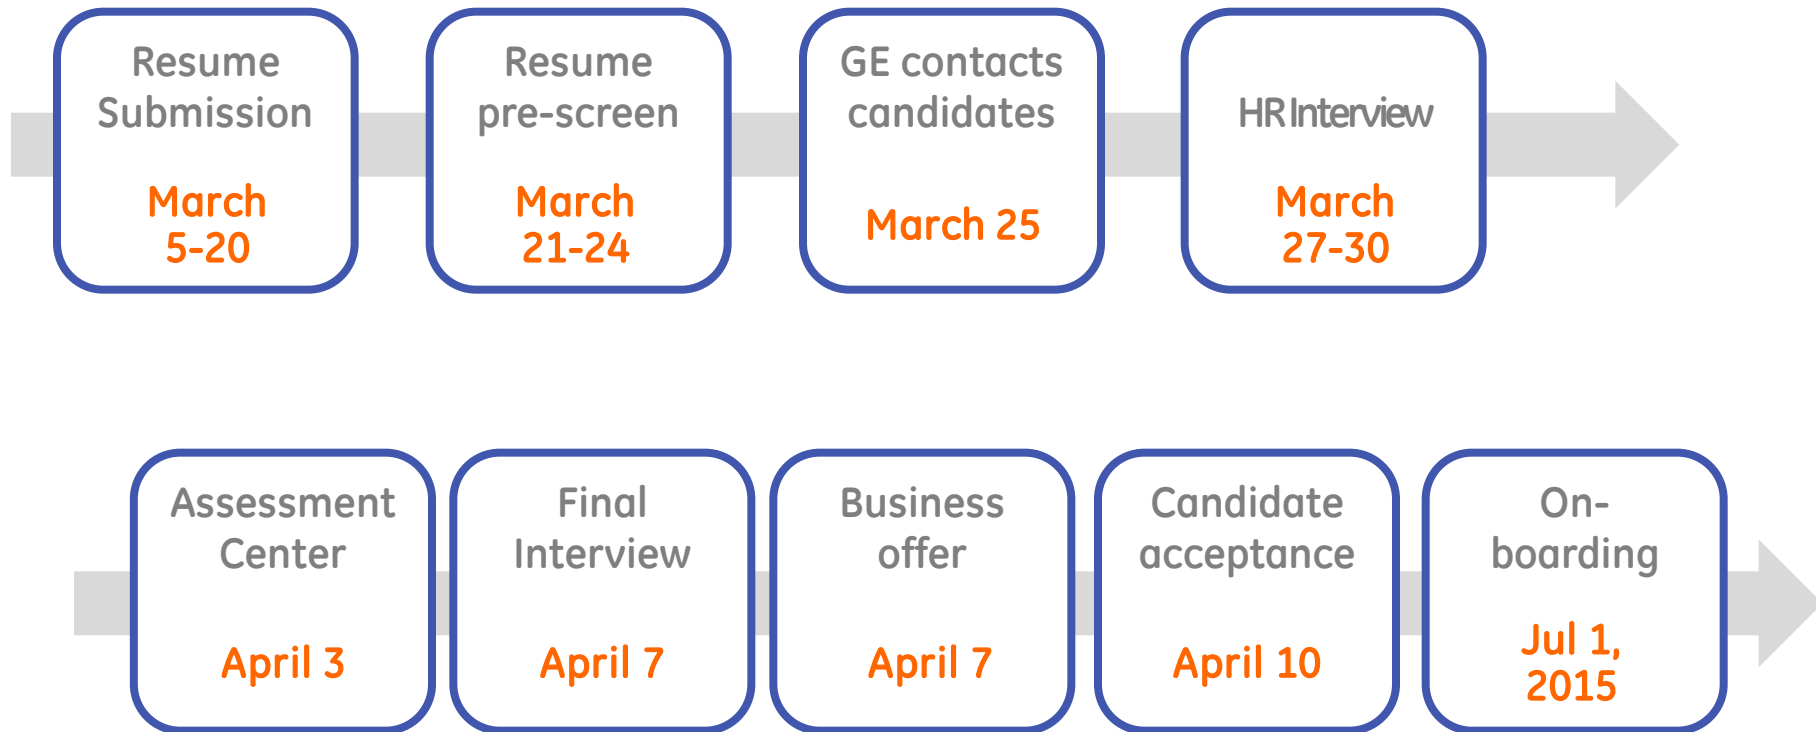 Resume
Submission
March
5-20
Resume
pre-screen
March
21-24
GE contacts
candidates
March 25
HR Interview
March
27-30
Assessment
Center
April 3
Final
Interview
April 7
Business
offer
April 7
Candidate
acceptance
April 10
On-
boarding
Jul 1,
2015